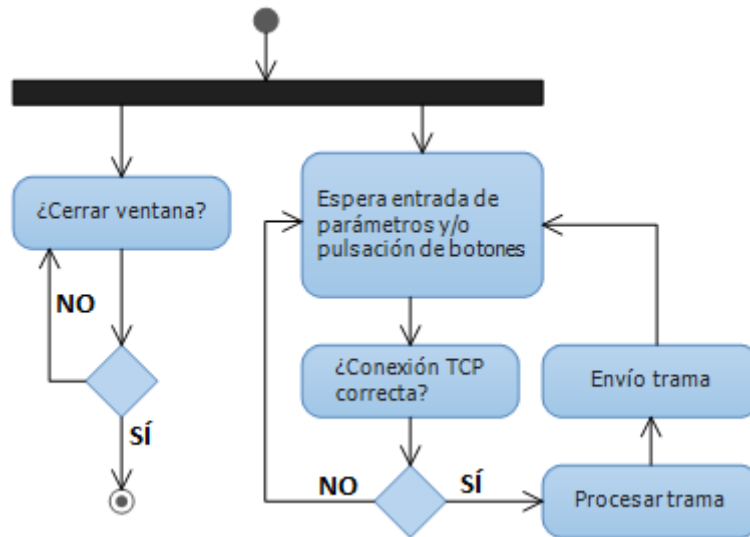 ¿Cerrar ventana?
NO
SÍ
Espera entrada de
parámetros y/o
pulsación de botones
¿Conexión TCP
correcta?
NO
SÍ
Envío trama
Procesar trama